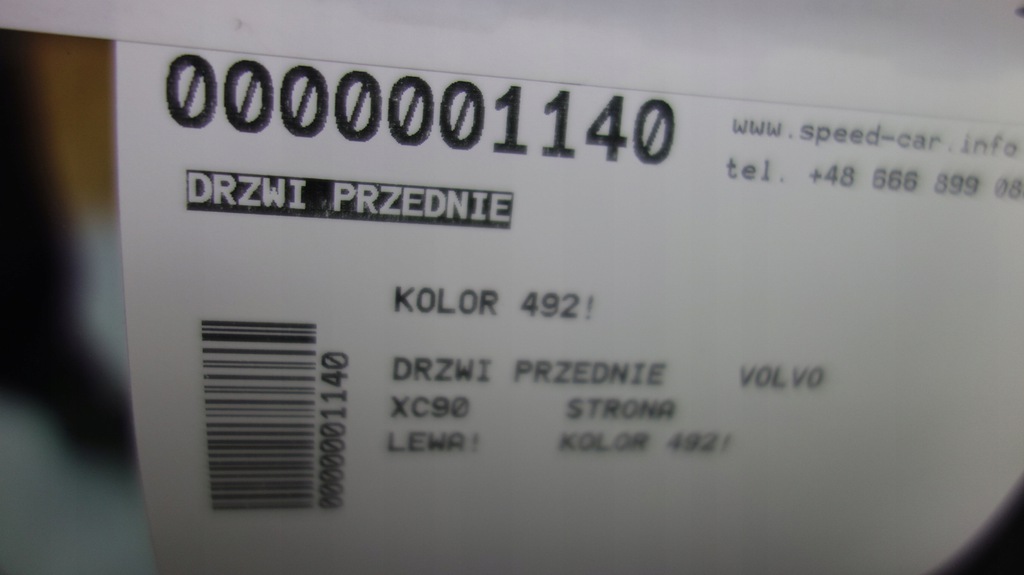 0000001140
www.speed-car.info
tel. +48 666 899 08
DRZWI PRZEDNIE
KOLOR 492!
DRZWI PRZEDNIE VOLVO
XC90 STRONA
LEWA! KOLOR 492!
0000001140